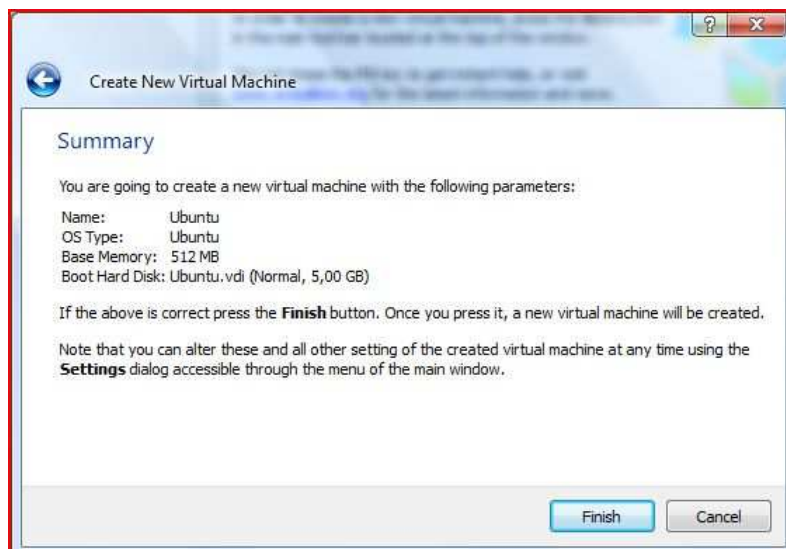 Create New Virtual Machine
Summary
You are going to create a new virtual machine with the following parameters:
Name: Ubuntu
OS Type: Ubuntu
Base Memory: 512 MB
Boot Hard Disk: Ubuntu.vdi (Normal, 5,00 GB)
If the above is correct press the Finish button. Once you press it, a new virtual machine will be created.
Note that you can alter these and all other setting of the created virtual machine at any time using the
Settings dialog accessible through the menu of the main window.
Finish Cancel